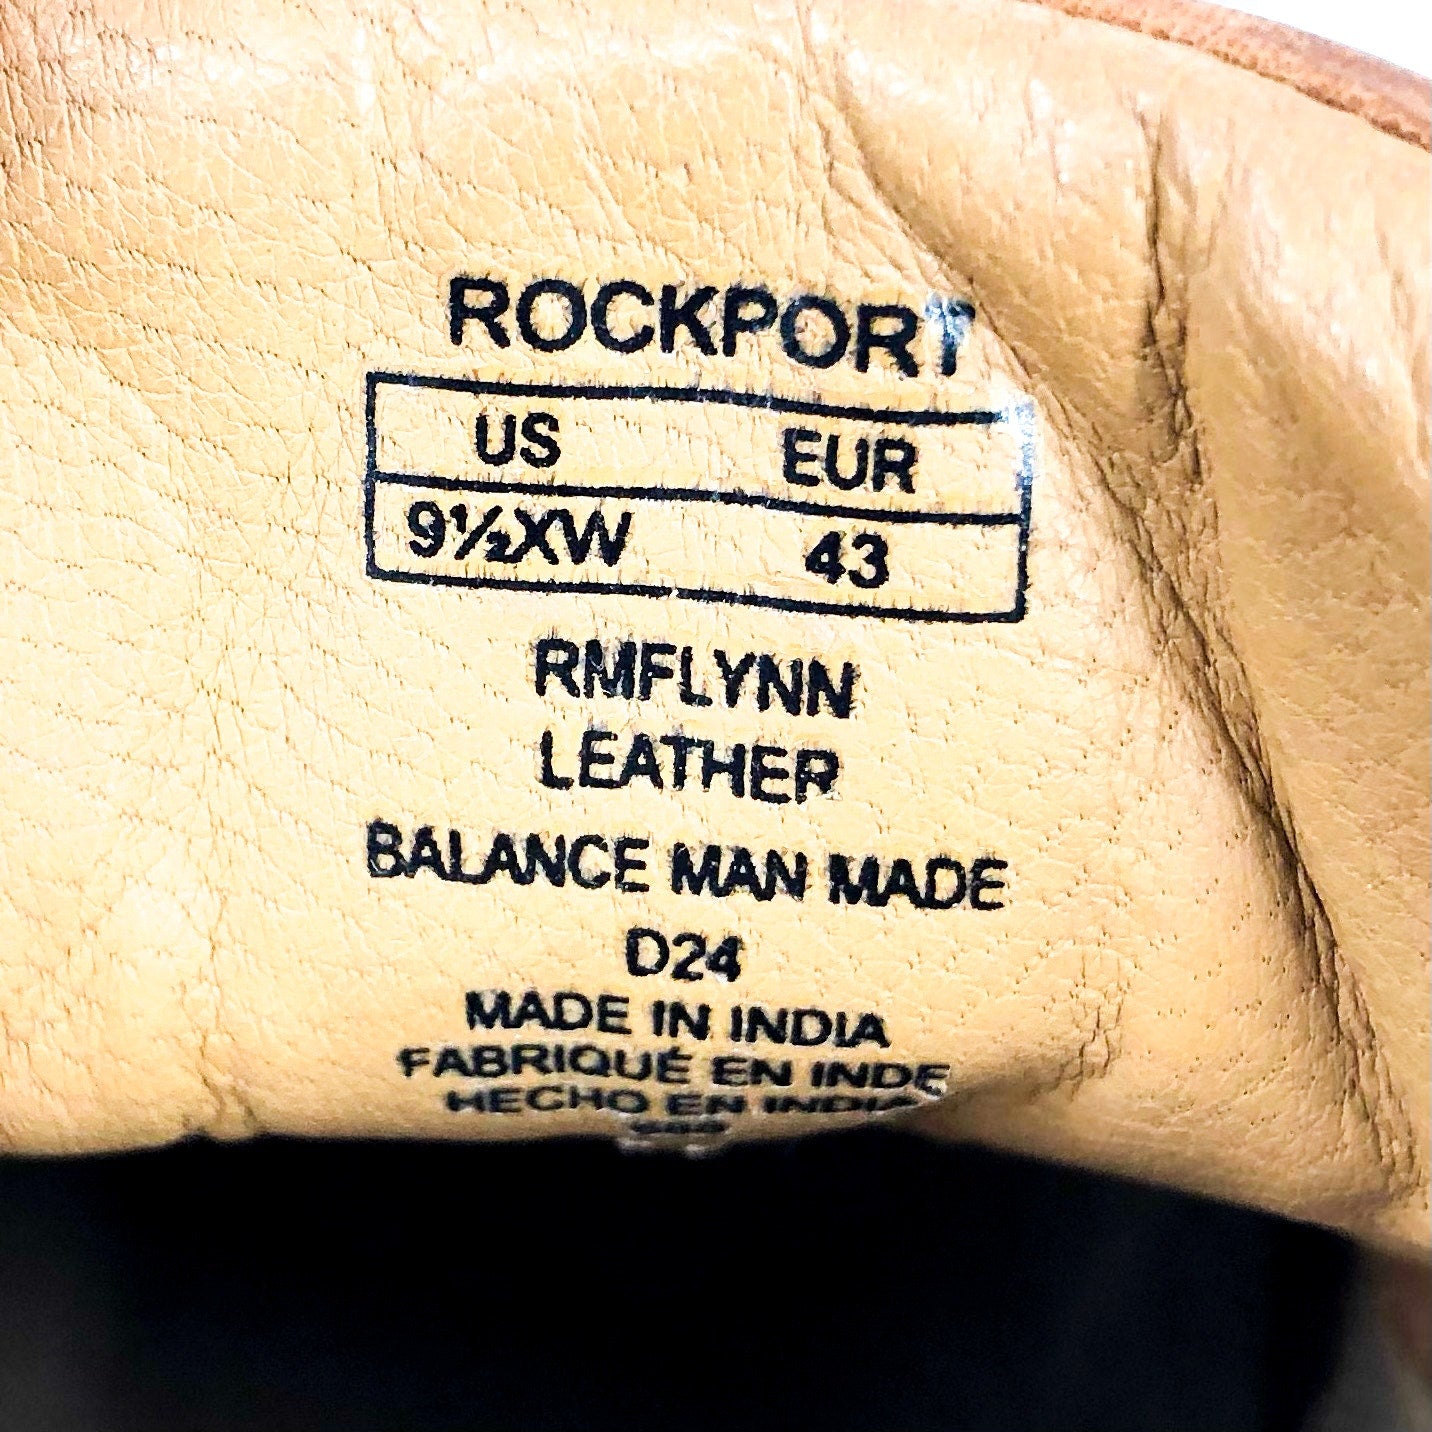 ROCKPORT
US EUR
9½XW 43
RMFLYNN
LEATHER
BALANCE MAN MADE
D24
MADE IN INDIA
FABRIQUÉ EN INDE
HECHO EN INDIA